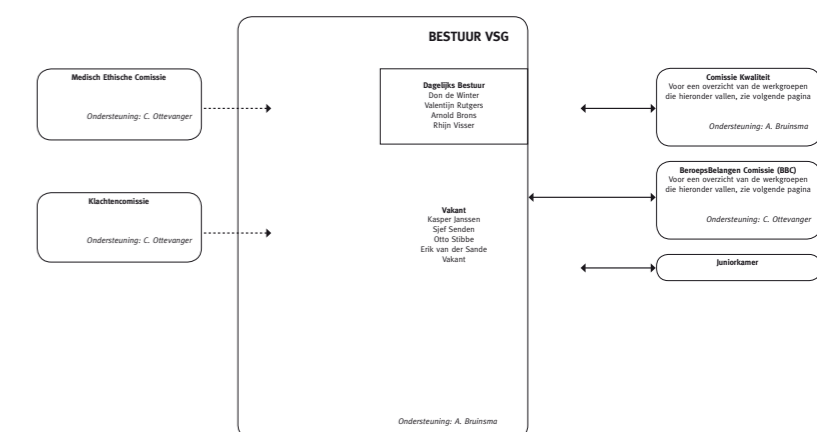 BESTUUR VSG
Medisch Ethische Comissie
Ondersteuning: C. Ottevanger
Klachtencomissie
Ondersteuning: C. Ottevanger
Dagelijks Bestuur
Don de Winter
Valentijn Rutgers
Arnold Brons
Rhijn Visser
Vakant
Kasper Janssen
Sjef Senden
Otto Stibbe
Erik van der Sande
Vakant
Ondersteuning: A. Bruinsma
Comissie Kwaliteit
Voor een overzicht van de werkgroepen
die hieronder vallen, zie volgende pagina
Ondersteuning: A. Bruinsma
BeroepsBelangen Comissie (BBC)
Voor een overzicht van de werkgroepen
die hieronder vallen, zie volgende pagina
Ondersteuning: C. Ottevanger
Juniorkamer